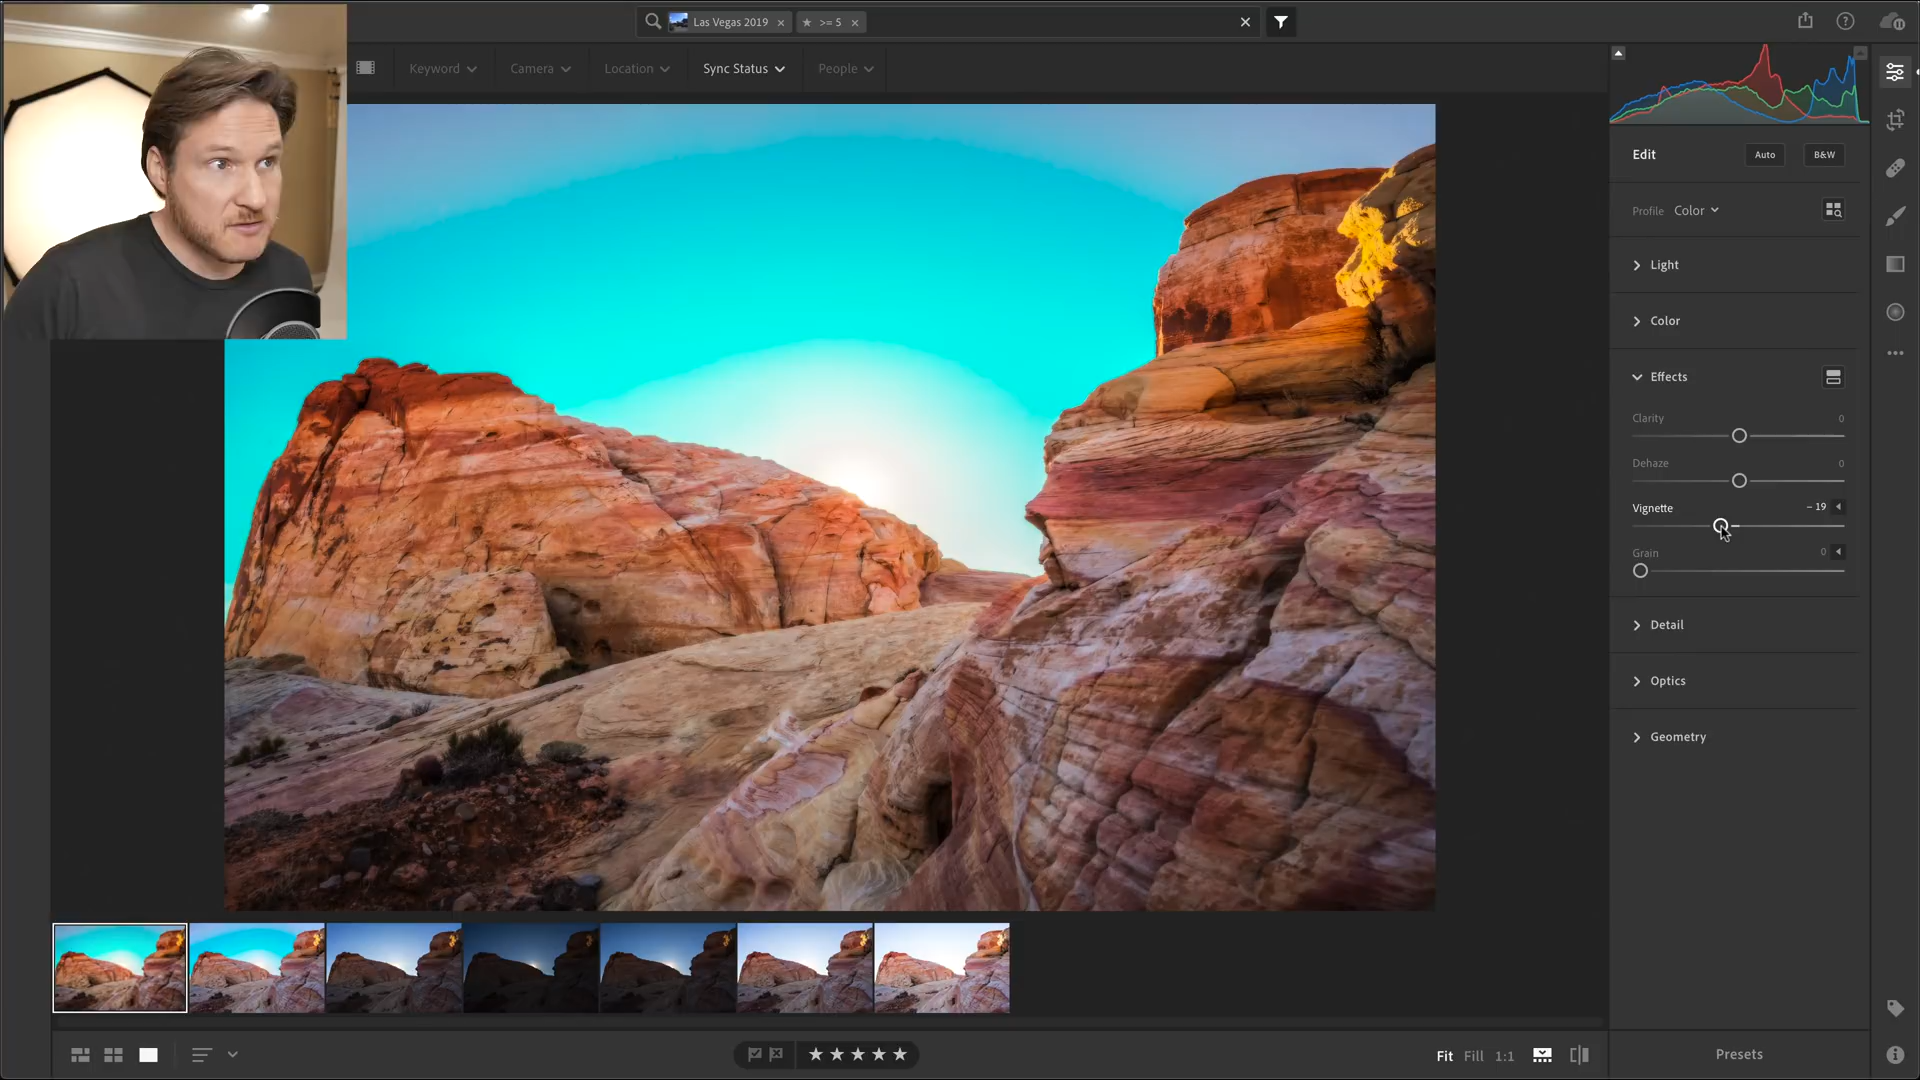 Las Vegas 2019 × ★ >= 5 ×
Keyword Camera Location Sync Status People
Edit Auto B&W
Profile Color
Light
Color
Effects
Clarity 0
Dehaze 0
Vignette – 19
Grain 0
Detail
Optics
Geometry
Fit Fill 1:1
Presets